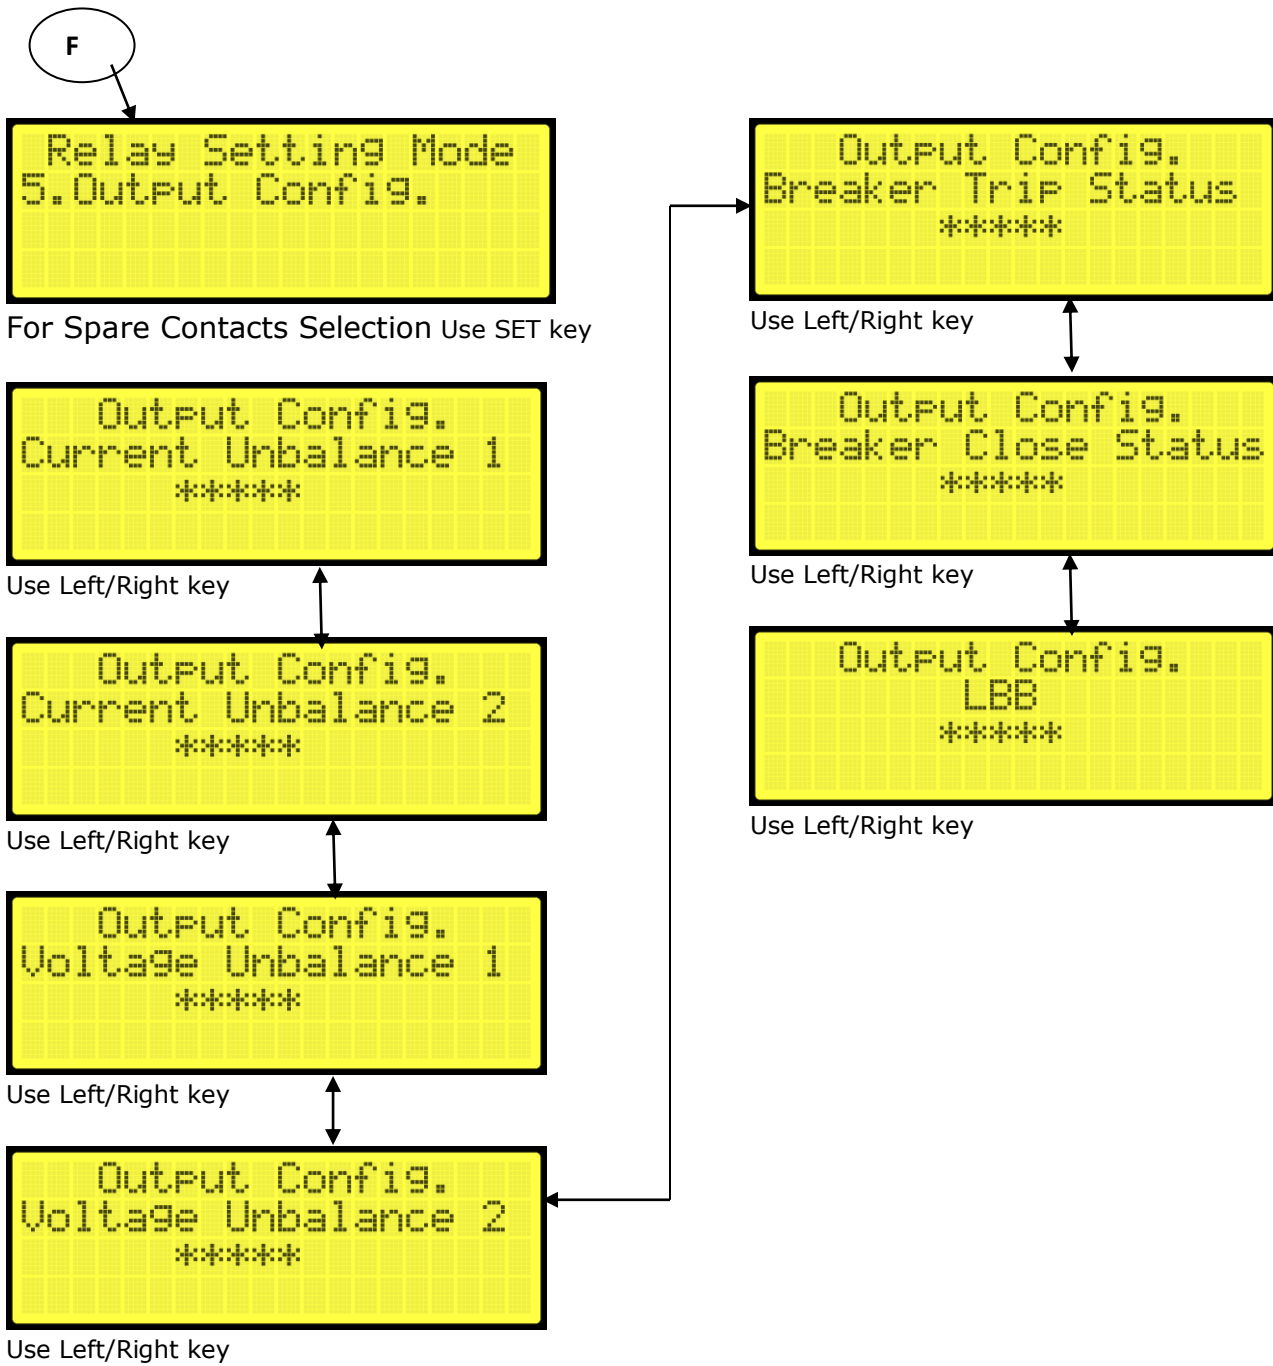 F
Relay Setting Mode
5.Output Config.
For Spare Contacts Selection Use SET key
Output Config.
Current Unbalance 1
*****
Use Left/Right key
Output Config.
Current Unbalance 2
*****
Use Left/Right key
Output Config.
Voltage Unbalance 1
*****
Use Left/Right key
Output Config.
Voltage Unbalance 2
*****
Use Left/Right key
Output Config.
Breaker Trip Status
*****
Use Left/Right key
Output Config.
Breaker Close Status
*****
Use Left/Right key
Output Config.
LBB
*****
Use Left/Right key